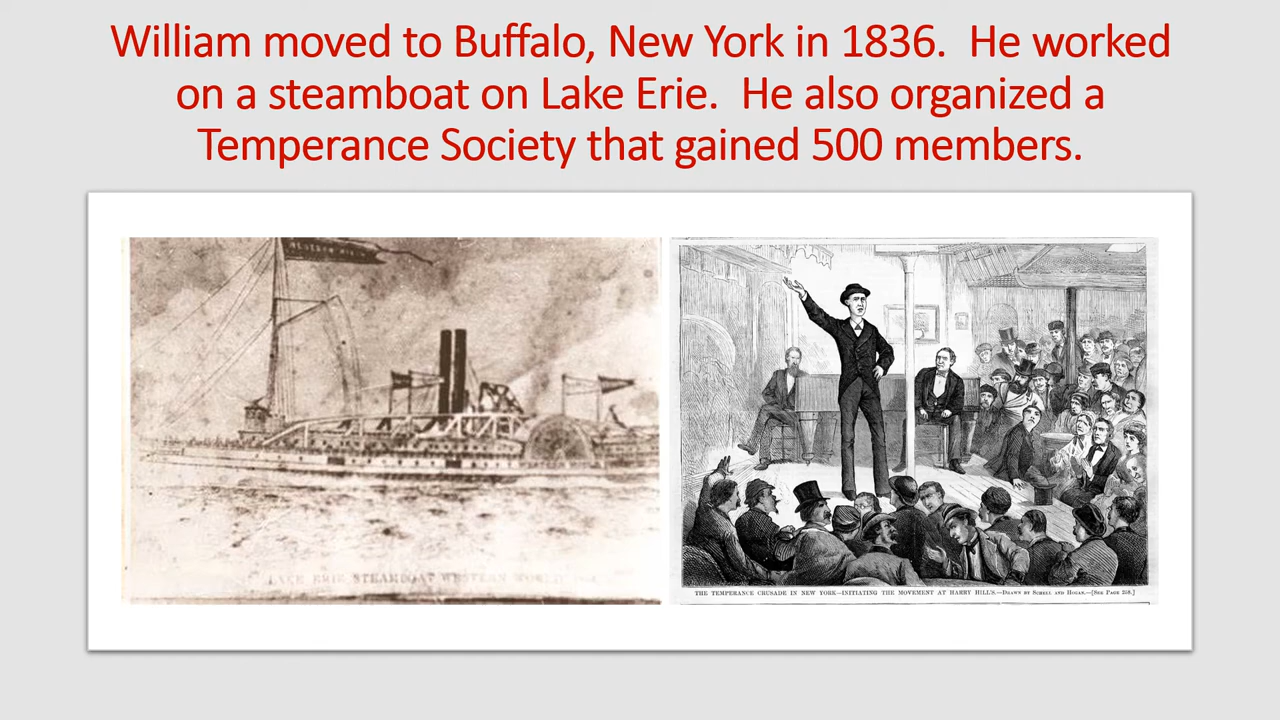 William moved to Buffalo, New York in 1836.  He worked
on a steamboat on Lake Erie.  He also organized a
Temperance Society that gained 500 members.
LAKE ERIE STEAMBOAT WESTERN WORLD
THE TEMPERANCE CRUSADE IN NEW YORK—INITIATING THE MOVEMENT AT HARRY HILL'S.—Drawn by Schell and Hogan.—[See Page 258.]